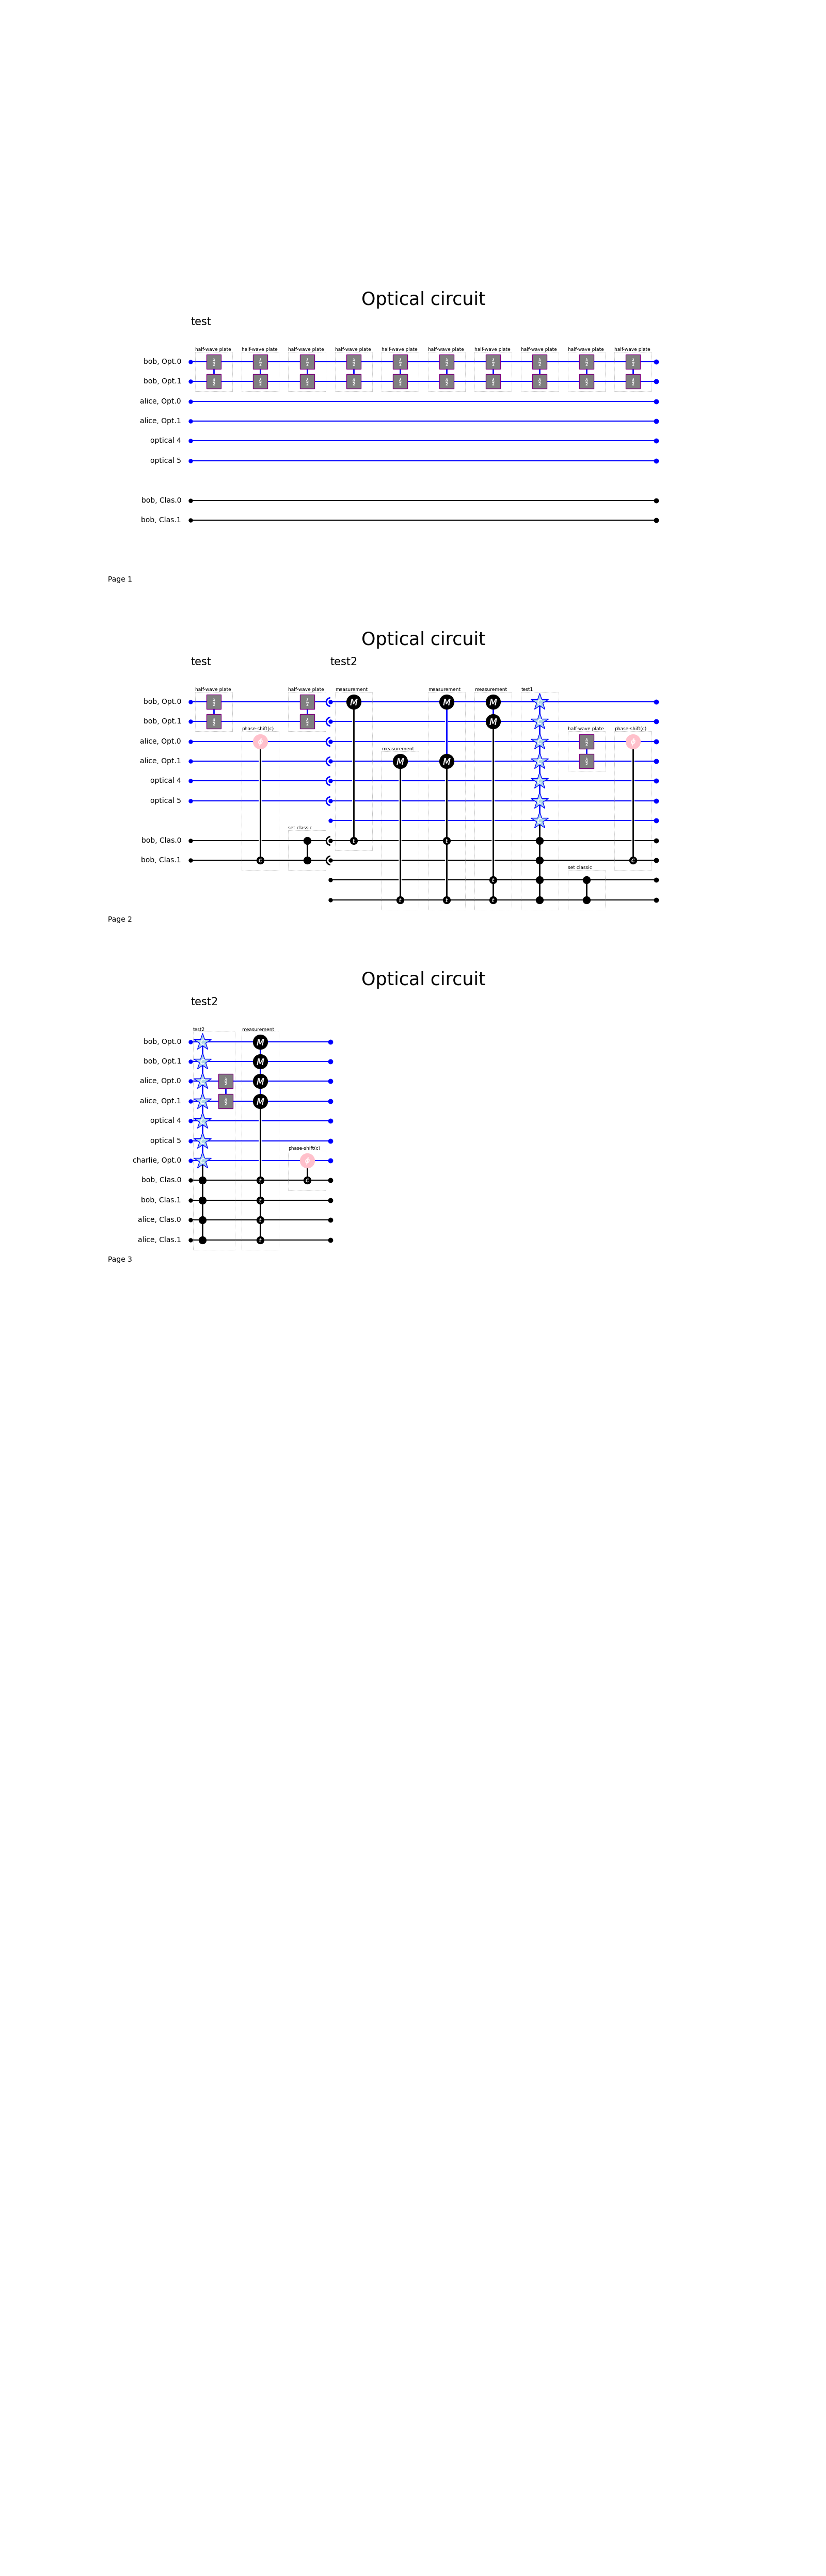 Optical circuit
test
half-wave plate half-wave plate half-wave plate half-wave plate half-wave plate half-wave plate half-wave plate half-wave plate half-wave plate half-wave plate
bob, Opt.0
bob, Opt.1
alice, Opt.0
alice, Opt.1
optical 4
optical 5
bob, Clas.0
bob, Clas.1
Page 1
Optical circuit
test test2
half-wave plate half-wave plate measurement measurement measurement test1
bob, Opt.0 M M M
bob, Opt.1 M
phase-shift(c) half-wave plate phase-shift(c)
alice, Opt.0
measurement
alice, Opt.1 M M
optical 4
optical 5
set classic
bob, Clas.0
bob, Clas.1
set classic
Page 2
Optical circuit
test2
test2 measurement
bob, Opt.0 M
bob, Opt.1 M
alice, Opt.0 M
alice, Opt.1 M
optical 4
optical 5
phase-shift(c)
charlie, Opt.0
bob, Clas.0
bob, Clas.1
alice, Clas.0
alice, Clas.1
Page 3